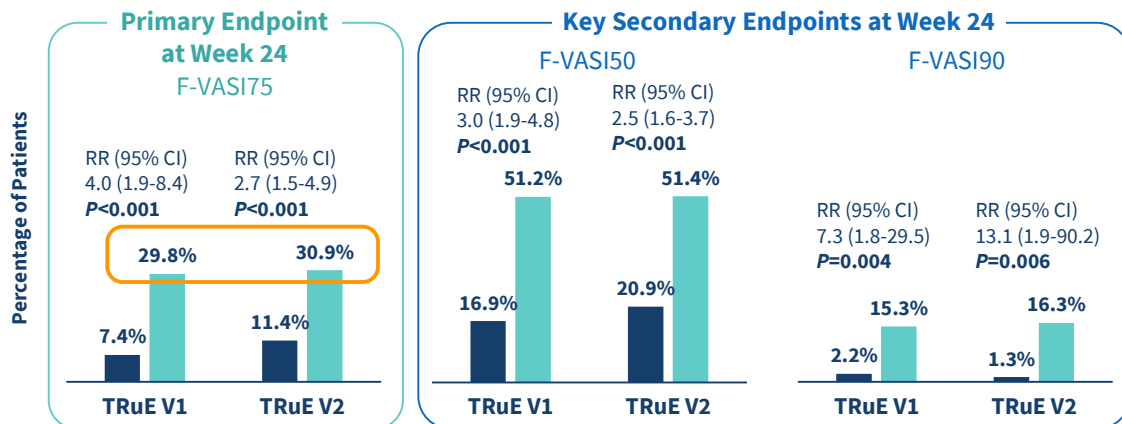 Percentage of Patients
Primary Endpoint
at Week 24
F-VASI75
RR (95% CI)
4.0 (1.9-8.4)
P<0.001
RR (95% CI)
2.7 (1.5-4.9)
P<0.001
7.4%
29.8%
11.4%
30.9%
TRuE V1
TRuE V2
Key Secondary Endpoints at Week 24
F-VASI50
RR (95% CI)
3.0 (1.9-4.8)
P<0.001
RR (95% CI)
2.5 (1.6-3.7)
P<0.001
16.9%
51.2%
20.9%
51.4%
TRuE V1
TRuE V2
F-VASI90
RR (95% CI)
7.3 (1.8-29.5)
P=0.004
RR (95% CI)
13.1 (1.9-90.2)
P=0.006
2.2%
15.3%
1.3%
16.3%
TRuE V1
TRuE V2